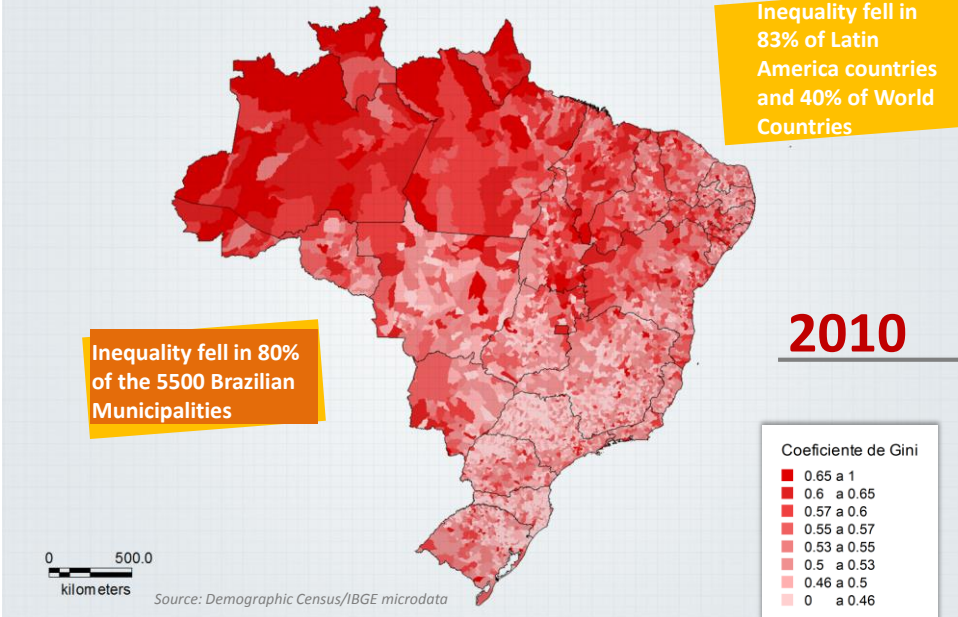 Inequality fell in
83% of Latin
America countries
and 40% of World
Countries
2010
Inequality fell in 80%
of the 5500 Brazilian
Municipalities
Coeficiente de Gini
0.65 a 1
0.6 a 0.65
0.57 a 0.6
0.55 a 0.57
0.53 a 0.55
0.5 a 0.53
0.46 a 0.5
0 a 0.46
0 500.0
kilometers
Source: Demographic Census/IBGE microdata